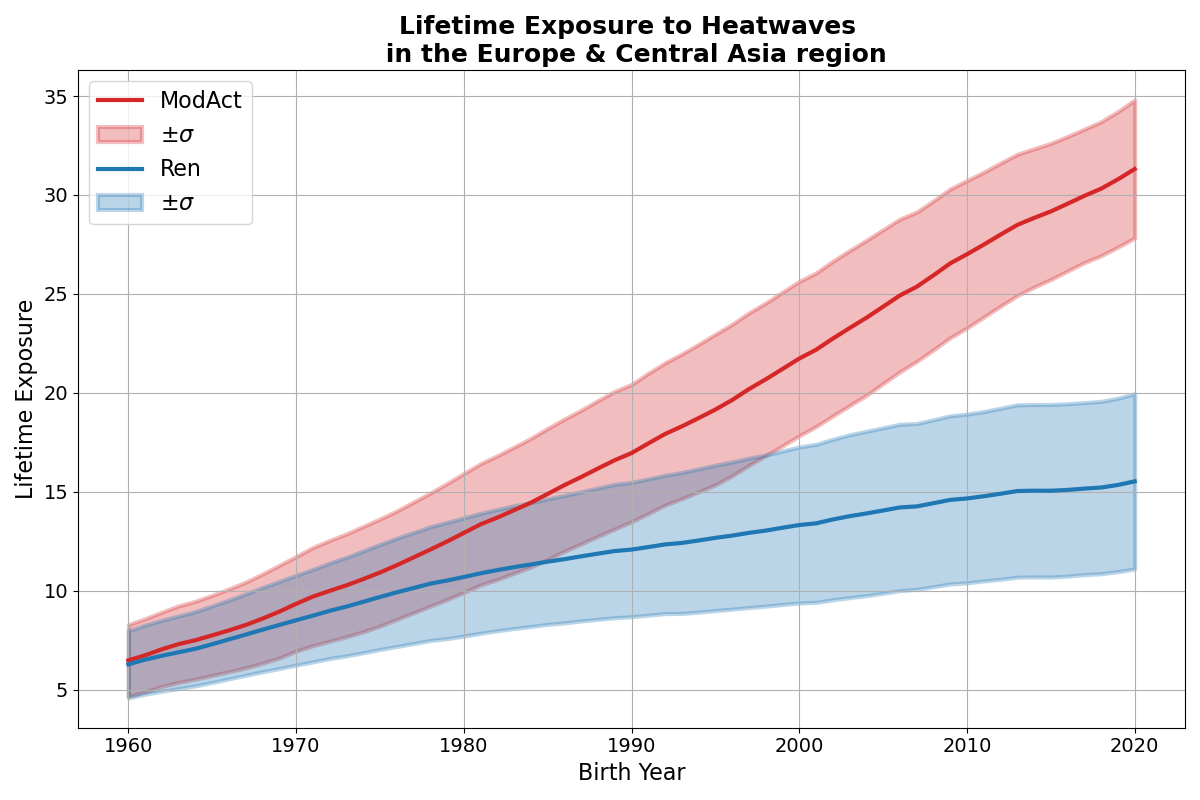 Lifetime Exposure to Heatwaves
in the Europe & Central Asia region
ModAct
±σ
Ren
±σ
35
30
25
20
15
10
5
Lifetime Exposure
1960 1970 1980 1990 2000 2010 2020
Birth Year